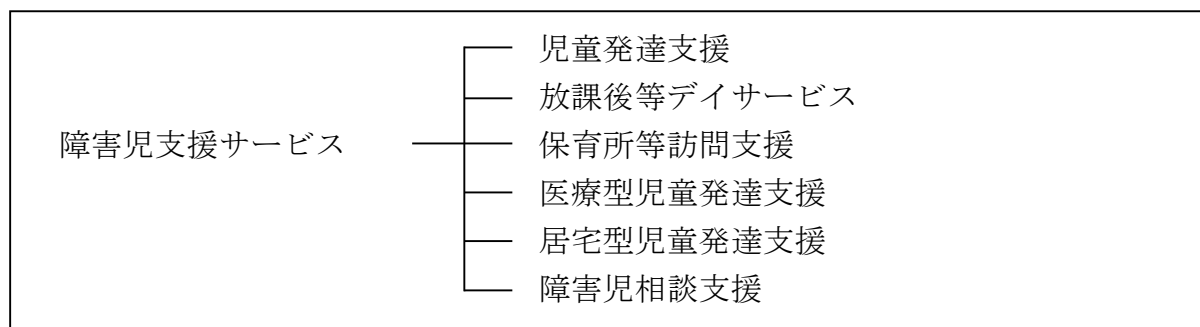 児童発達支援
放課後等デイサービス
障害児支援サービス
保育所等訪問支援
医療型児童発達支援
居宅型児童発達支援
障害児相談支援